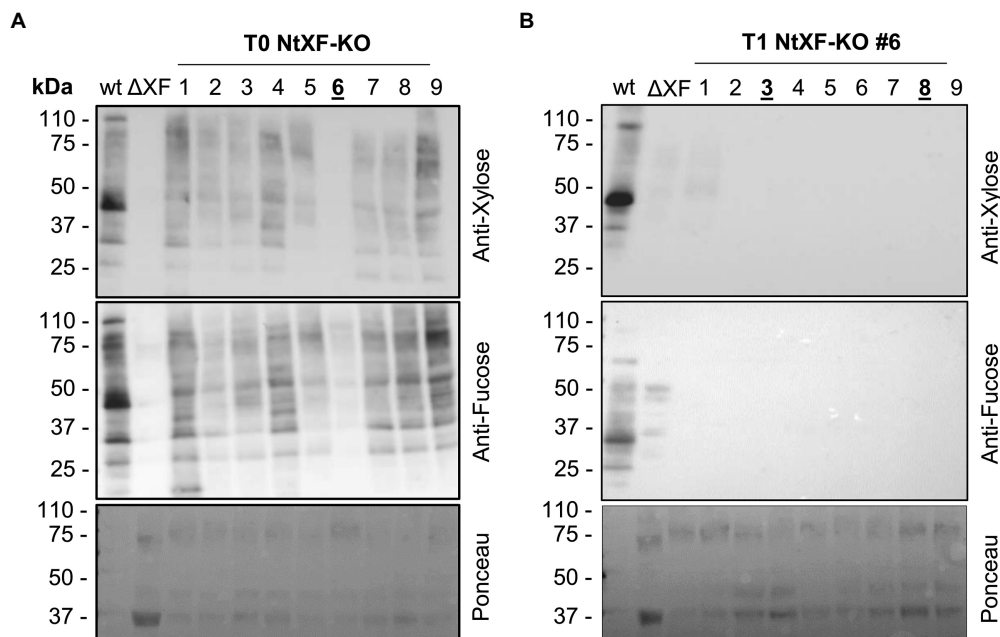 A
T0 NtXF-KO
kDa wt ΔXF 1 2 3 4 5 6 7 8 9
110 -
75 -
50 -
37 -
25 -
Anti-Xylose
110 -
75 -
50 -
37 -
25 -
Anti-Fucose
110 -
75 -
50 -
37 -
Ponceau
B
T1 NtXF-KO #6
wt ΔXF 1 2 3 4 5 6 7 8 9
110 -
75 -
50 -
37 -
25 -
Anti-Xylose
110 -
75 -
50 -
37 -
25 -
Anti-Fucose
110 -
75 -
50 -
37 -
Ponceau